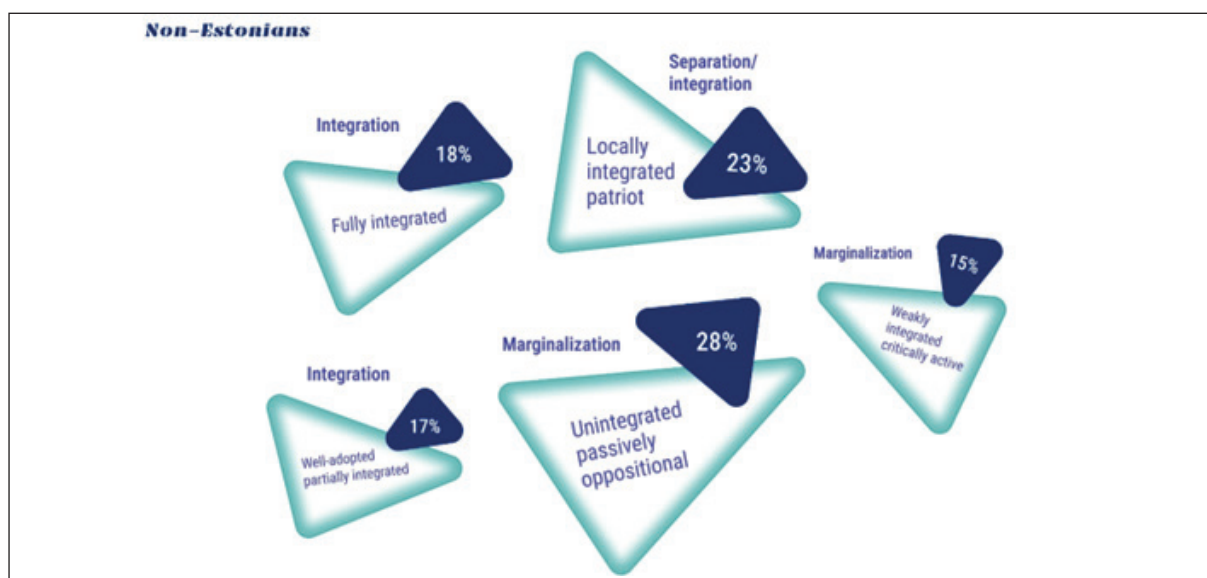 Non-Estonians
Integration
18%
Fully integrated
Separation/
integration
Locally
integrated
patriot
23%
Marginalization
15%
Weakly
integrated
critically active
Integration
17%
Well-adopted
partially integrated
Marginalization
28%
Unintegrated
passively
oppositional